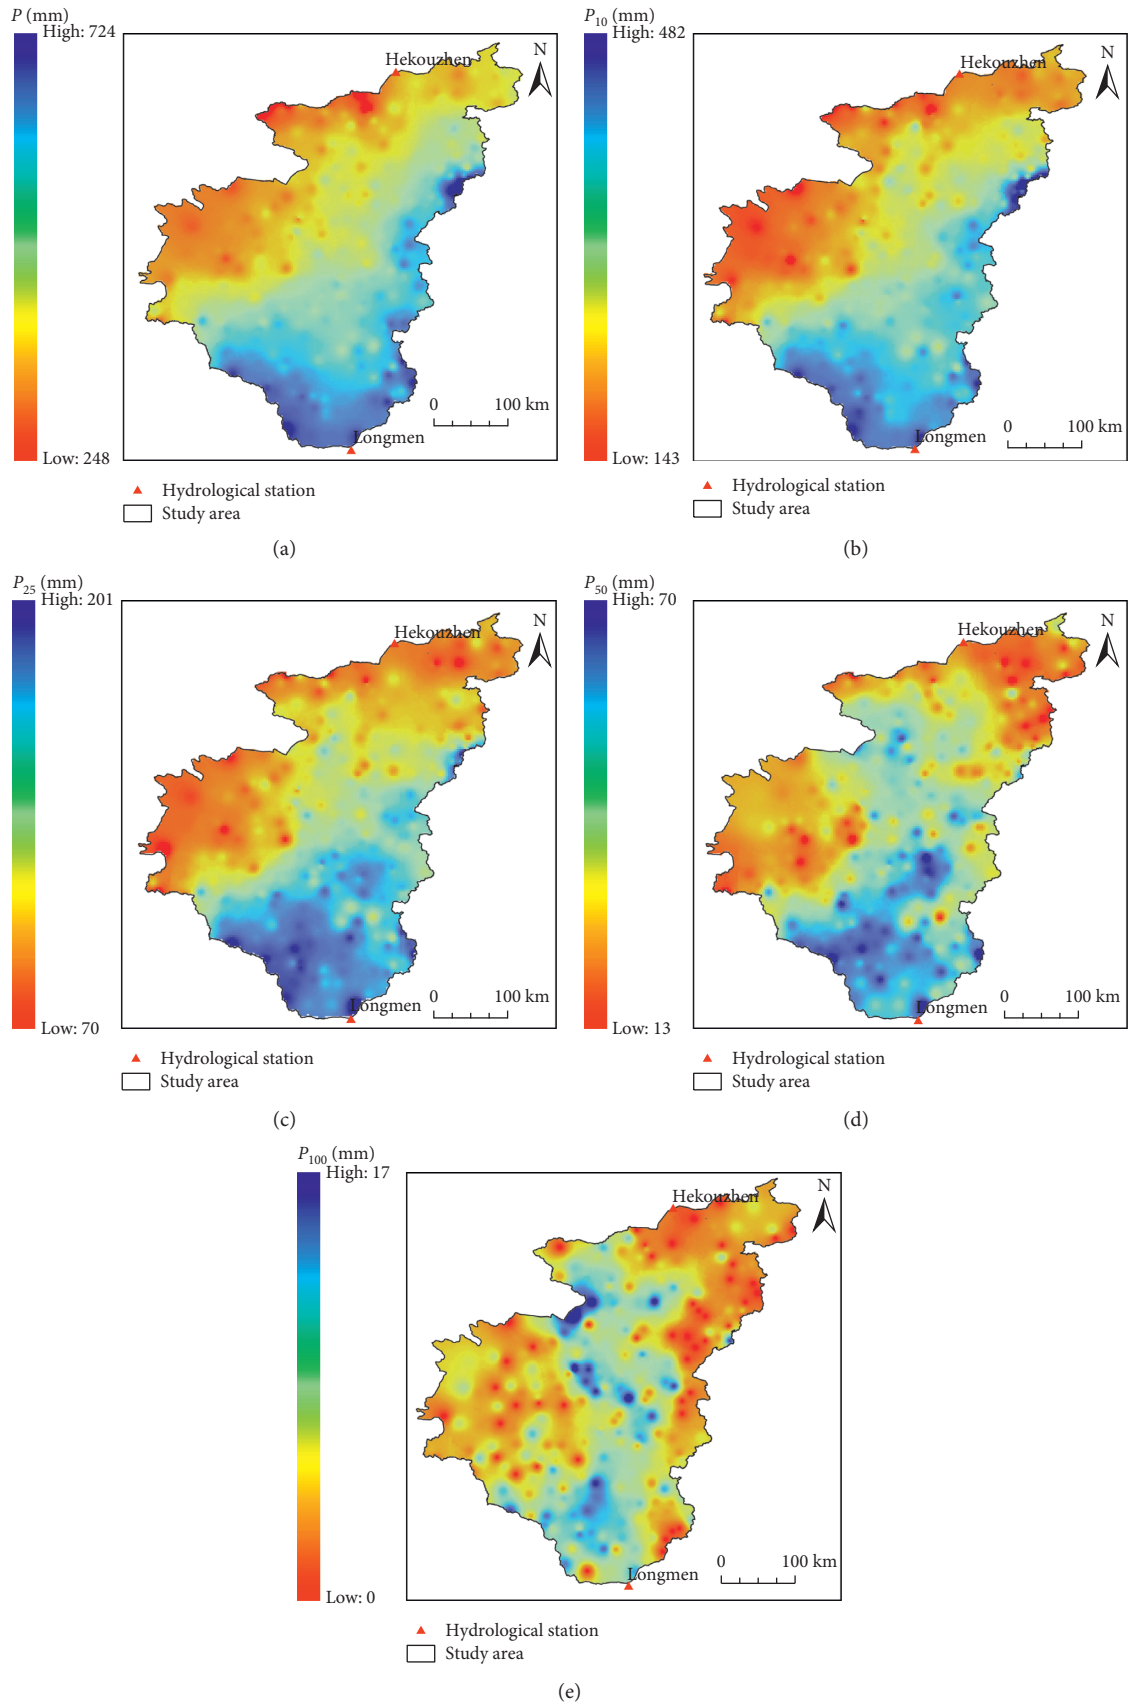 P (mm)
High: 724
Low: 248
Hekouzhen
N
0 100 km
Longmen
Hydrological station
Study area
(a)
P10 (mm)
High: 482
Low: 143
Hekouzhen
N
0 100 km
Longmen
Hydrological station
Study area
(b)
P25 (mm)
High: 201
Low: 70
Hekouzhen
N
0 100 km
Longmen
Hydrological station
Study area
(c)
P50 (mm)
High: 70
Low: 13
Hekouzhen
N
0 100 km
Longmen
Hydrological station
Study area
(d)
P100 (mm)
High: 17
Low: 0
Hekouzhen
N
0 100 km
Longmen
Hydrological station
Study area
(e)